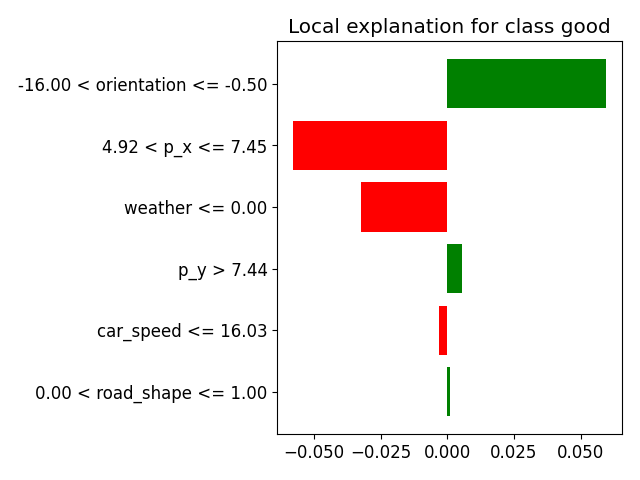 Local explanation for class good
-16.00 < orientation <= -0.50
4.92 < p_x <= 7.45
weather <= 0.00
p_y > 7.44
car_speed <= 16.03
0.00 < road_shape <= 1.00
−0.050 −0.025 0.000 0.025 0.050